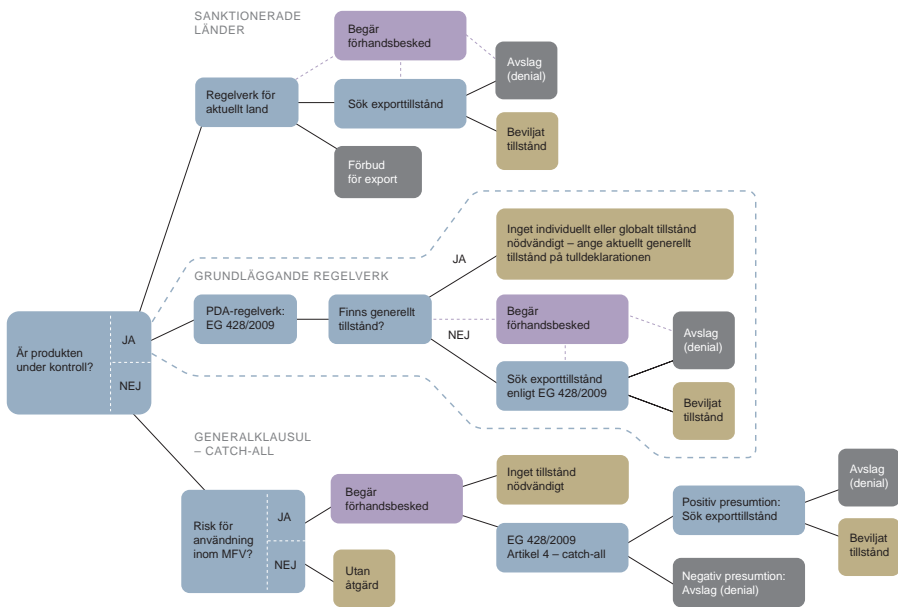 SANKTIONERADE
LÄNDER
Begär
förhandsbesked
Avslag
(denial)
Regelverk för
aktuellt land
Sök exporttillstånd
Beviljat
tillstånd
Förbud
för export
Inget individuellt eller globalt tillstånd
nödvändigt – ange aktuellt generellt
tillstånd på tulldeklarationen
JA
GRUNDLÄGGANDE REGELVERK
PDA-regelverk:
EG 428/2009
Finns generellt
tillstånd?
NEJ
Begär
förhandsbesked
Avslag
(denial)
Sök exporttillstånd
enligt EG 428/2009
Beviljat
tillstånd
Är produkten
under kontroll?
JA
NEJ
GENERALKLAUSUL
– CATCH-ALL
Risk för
användning
inom MFV?
JA
NEJ
Begär
förhandsbesked
Inget tillstånd
nödvändigt
Utan
åtgärd
EG 428/2009
Artikel 4 – catch-all
Positiv presumtion:
Sök exporttillstånd
Avslag
(denial)
Beviljat
tillstånd
Negativ presumtion:
Avslag (denial)